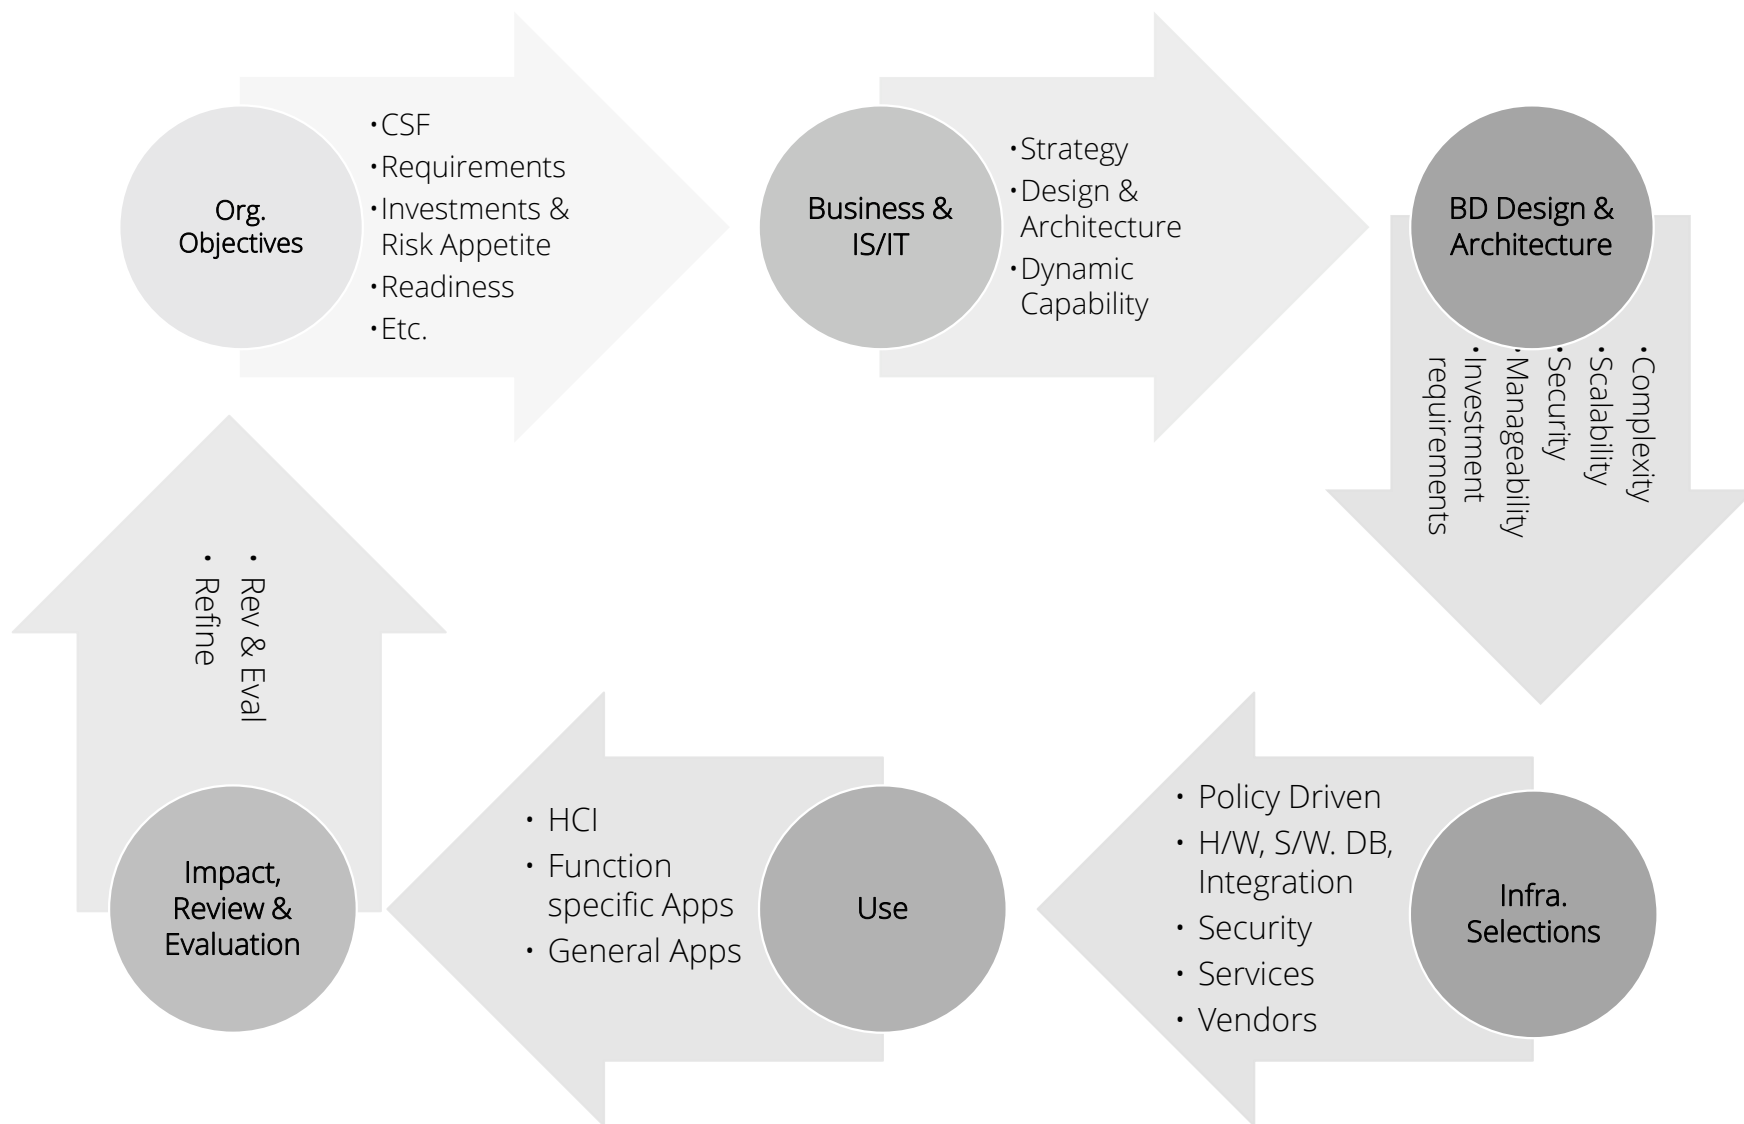 Org.
Objectives
·CSF
·Requirements
·Investments &
Risk Appetite
·Readiness
·Etc.
Business &
IS/IT
·Strategy
·Design &
Architecture
·Dynamic
Capability
BD Design &
Architecture
·Complexity
·Scalability
·Security
·Manageability
·Investment
requirements
Infra.
Selections
· Policy Driven
· H/W, S/W. DB,
Integration
· Security
· Services
· Vendors
Use
· HCI
· Function
specific Apps
· General Apps
Impact,
Review &
Evaluation
· Rev & Eval
· Refine